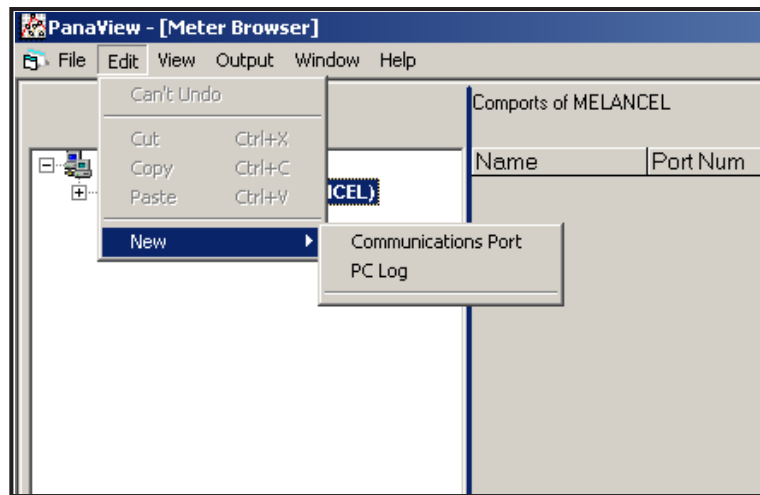 PanaView - [Meter Browser]
File Edit View Output Window Help
Can't Undo
Cut Ctrl+X
Copy Ctrl+C
Paste Ctrl+V
New
Communications Port
PC Log
ICEL)
Comports of MELANCEL
Name Port Num